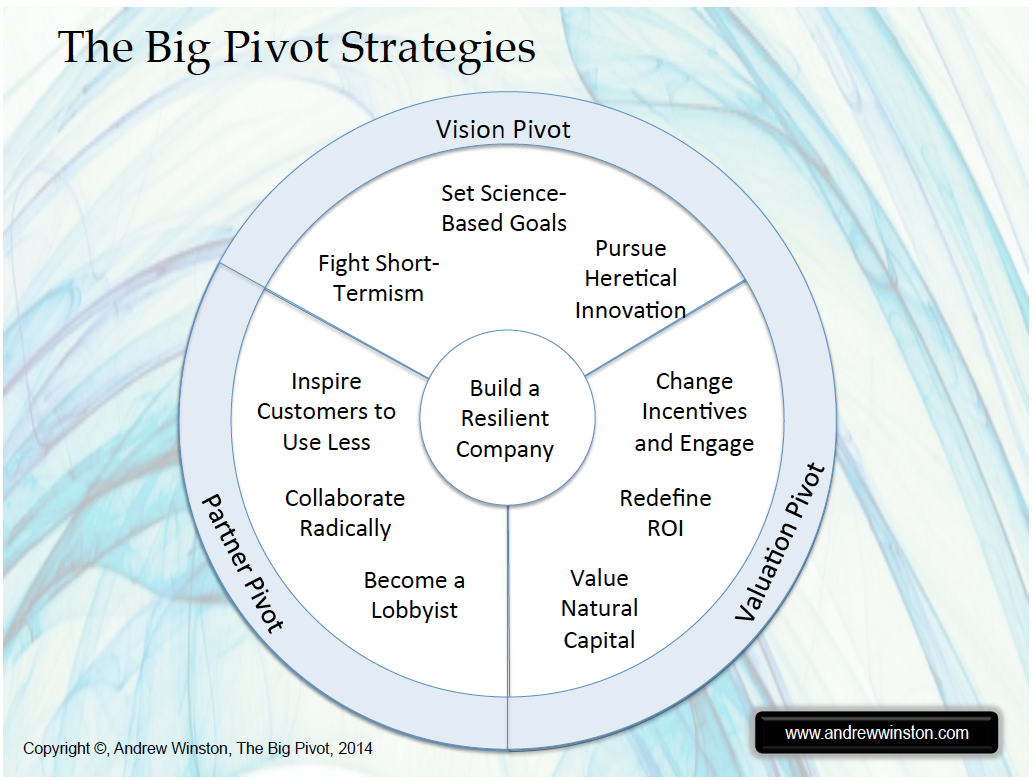 The Big Pivot Strategies
Vision Pivot
Set Science-
Based Goals
Fight Short-
Termism
Pursue
Heretical
Innovation
Build a
Resilient
Company
Inspire
Customers to
Use Less
Collaborate
Radically
Become a
Lobbyist
Partner Pivot
Change
Incentives
and Engage
Redefine
ROI
Value
Natural
Capital
Valuation Pivot
Copyright ©, Andrew Winston, The Big Pivot, 2014
www.andrewwinston.com